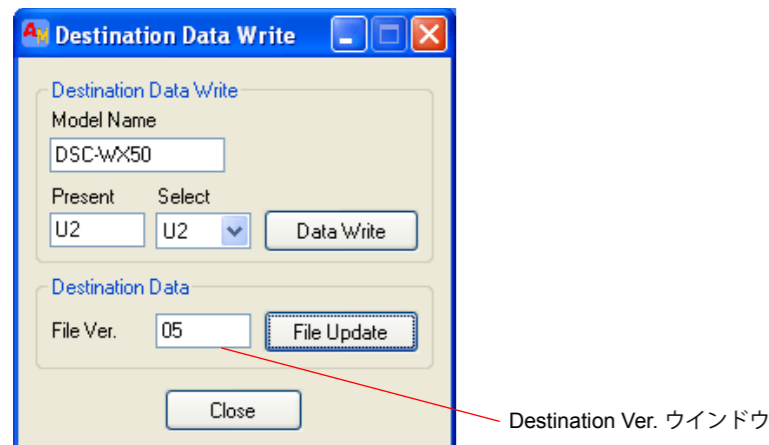 AM Destination Data Write
Destination Data Write
Model Name
DSC-WX50
Present Select
U2 U2 Data Write
Destination Data
File Ver. 05 File Update
Close
Destination Ver. ウインドウ